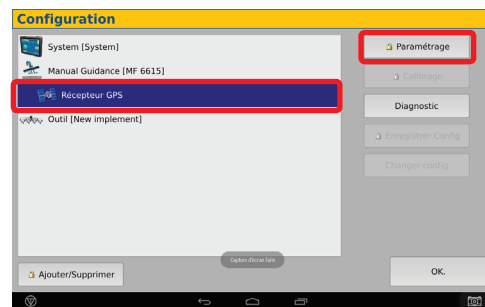 Configuration
System [System]
Manual Guidance [MF 6615]
Récepteur GPS
Outil [New implement]
Paramétrage
Calibrage
Diagnostic
Enregistrer Config
Changer config
Capture d'écran faite
Ajouter/Supprimer
OK.